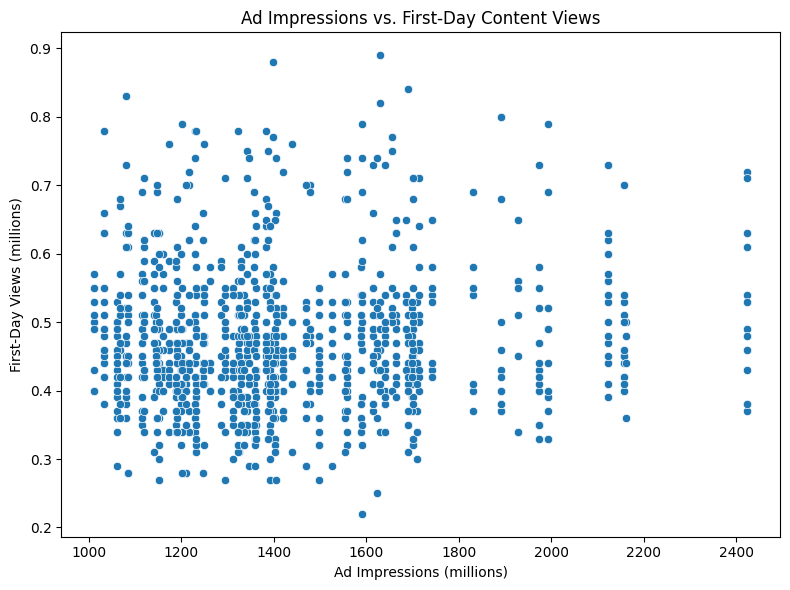 Ad Impressions vs. First-Day Content Views
First-Day Views (millions)
0.9
0.8
0.7
0.6
0.5
0.4
0.3
0.2
1000 1200 1400 1600 1800 2000 2200 2400
Ad Impressions (millions)